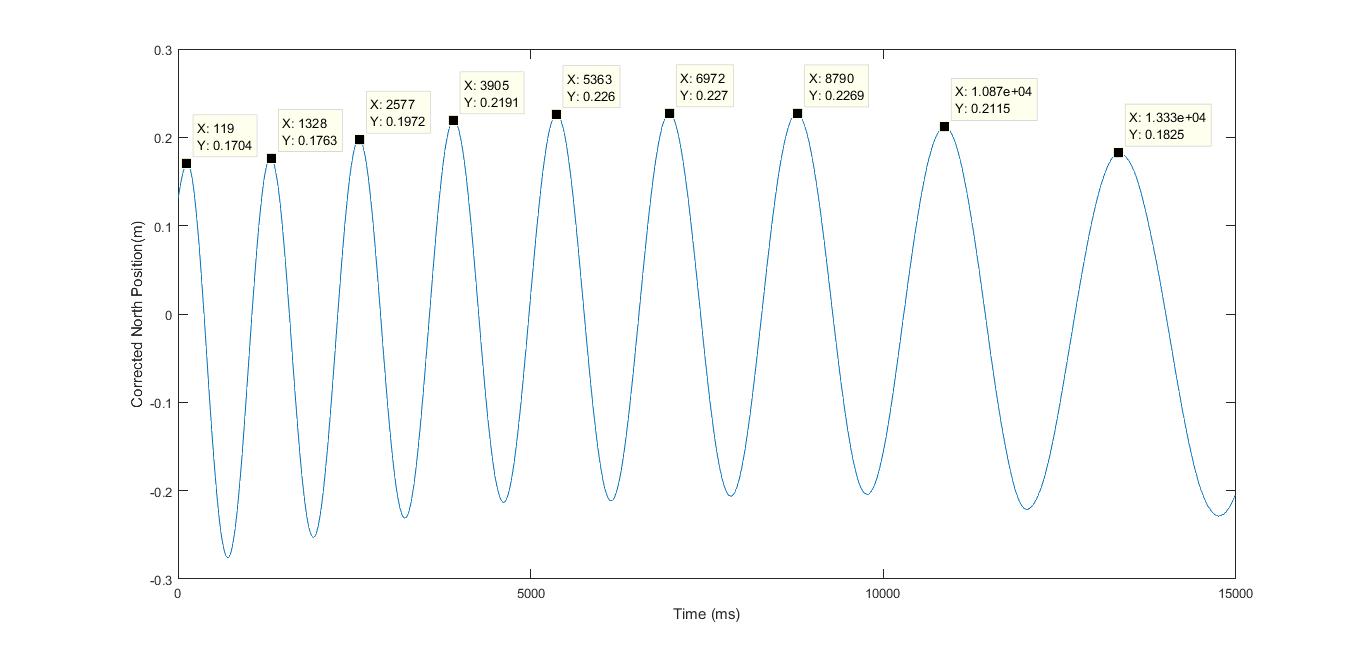 0.3
0.2
0.1
0
-0.1
-0.2
-0.3
Corrected North Position(m)
X: 119
Y: 0.1704
X: 1328
Y: 0.1763
X: 2577
Y: 0.1972
X: 3905
Y: 0.2191
X: 5363
Y: 0.226
X: 6972
Y: 0.227
X: 8790
Y: 0.2269
X: 1.087e+04
Y: 0.2115
X: 1.333e+04
Y: 0.1825
0
5000
10000
15000
Time (ms)